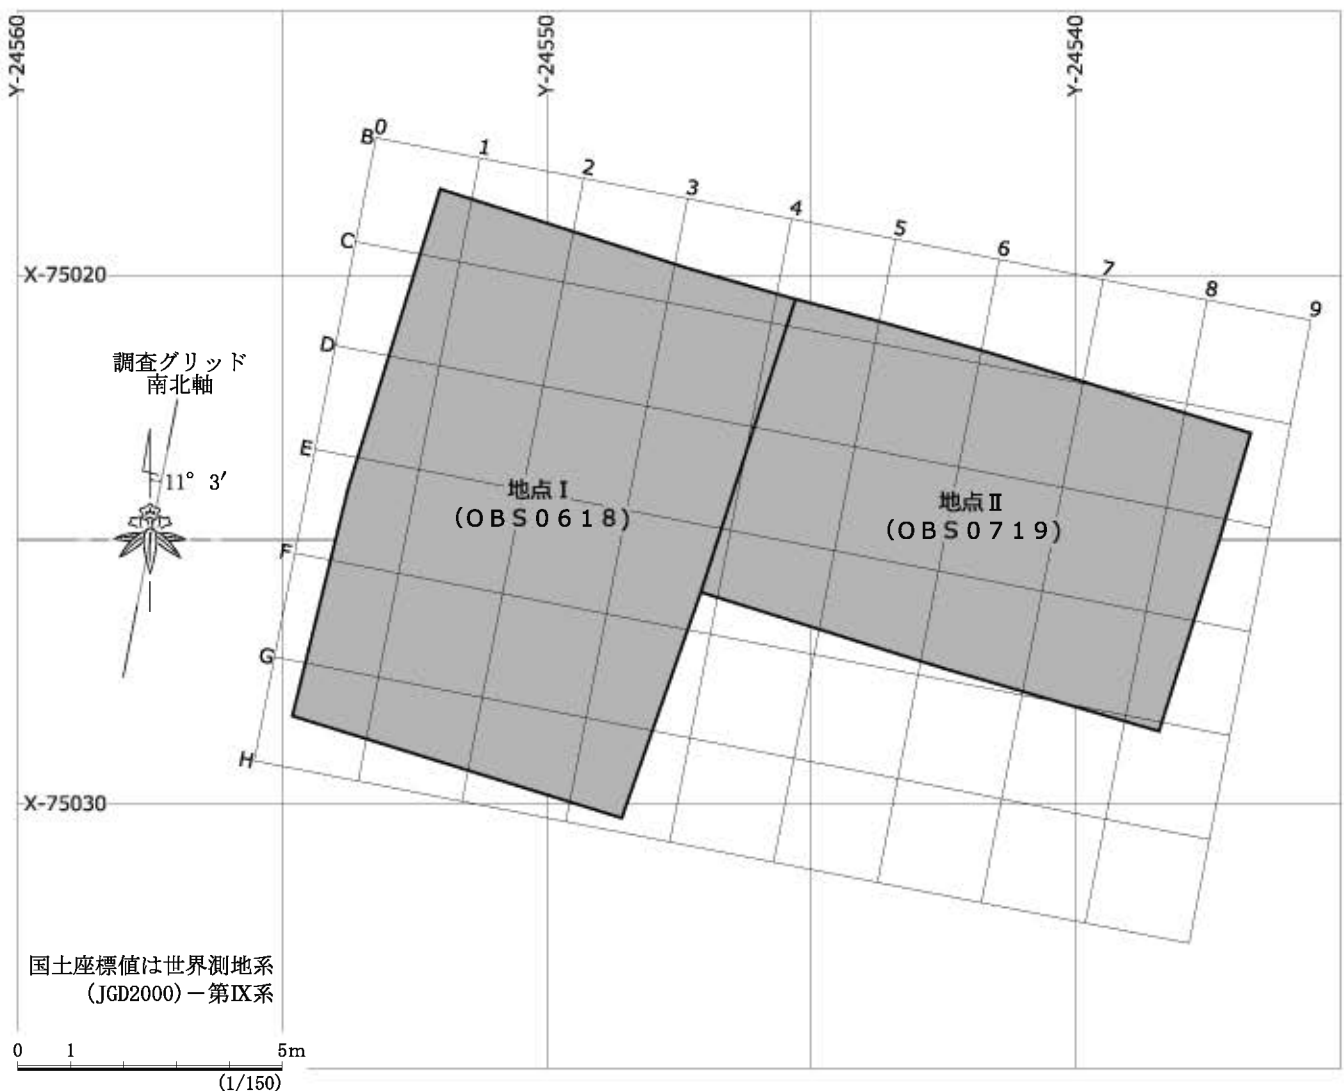 Y-24560
Y-24550
Y-24540
0
1
2
3
4
5
6
7
8
9
B
C
D
E
F
G
H
X-75020
X-75030
調査グリッド
南北軸
11° 3′
地点Ⅰ
(OBS0618)
地点Ⅱ
(OBS0719)
国土座標値は世界測地系
(JGD2000)－第Ⅸ系
0 1 5m
(1/150)